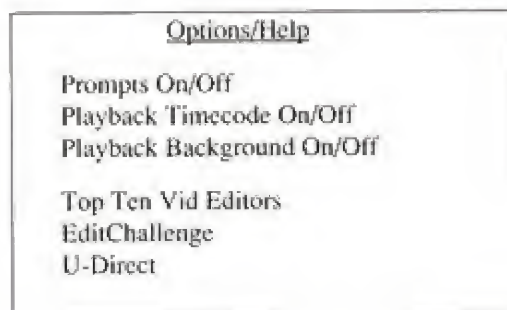 Options/Help
Prompts On/Off
Playback Timecode On/Off
Playback Background On/Off
Top Ten Vid Editors
EditChallenge
U-Direct